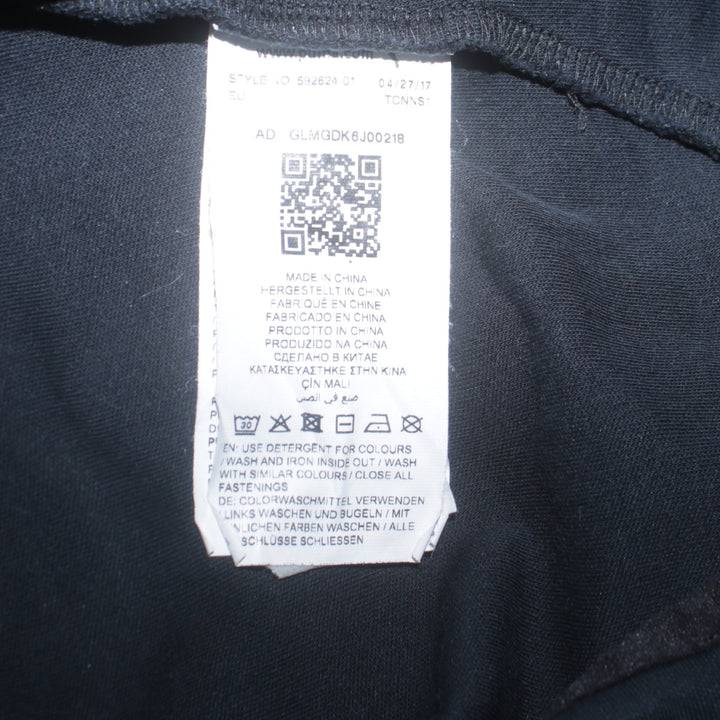 STYLE NO. 592624 01 04/27/17
EU TCNNS1
AD GLMGDK6J00218
MADE IN CHINA
HERGESTELLT IN CHINA
FABRIQUÉ EN CHINE
FABRICADO EN CHINA
PRODOTTO IN CHINA
PRODUZIDO NA CHINA
СДЕЛАНО В КИТАЕ
ΚΑΤΑΣΚΕΥΑΣΤΗΚΕ ΣΤΗΝ ΚΙΝΑ
ÇİN MALI
صنع في الصين
30
EN: USE DETERGENT FOR COLOURS
/ WASH AND IRON INSIDE OUT / WASH
WITH SIMILAR COLOURS / CLOSE ALL
FASTENINGS
DE: COLORWASCHMITTEL VERWENDEN
LINKS WASCHEN UND BÜGELN / MIT
FARBEN WASCHEN / ALLE
SCHLÜSSE SCHLIESSEN